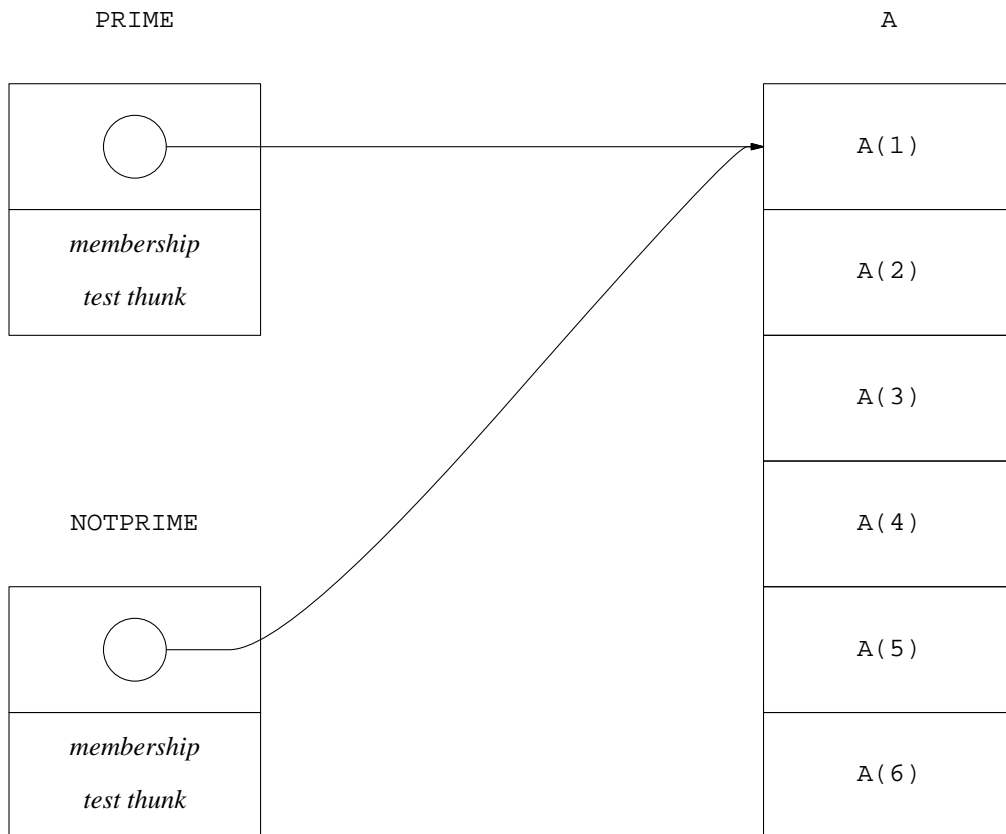 PRIME
A
membership
test thunk
NOTPRIME
membership
test thunk
A(1)
A(2)
A(3)
A(4)
A(5)
A(6)